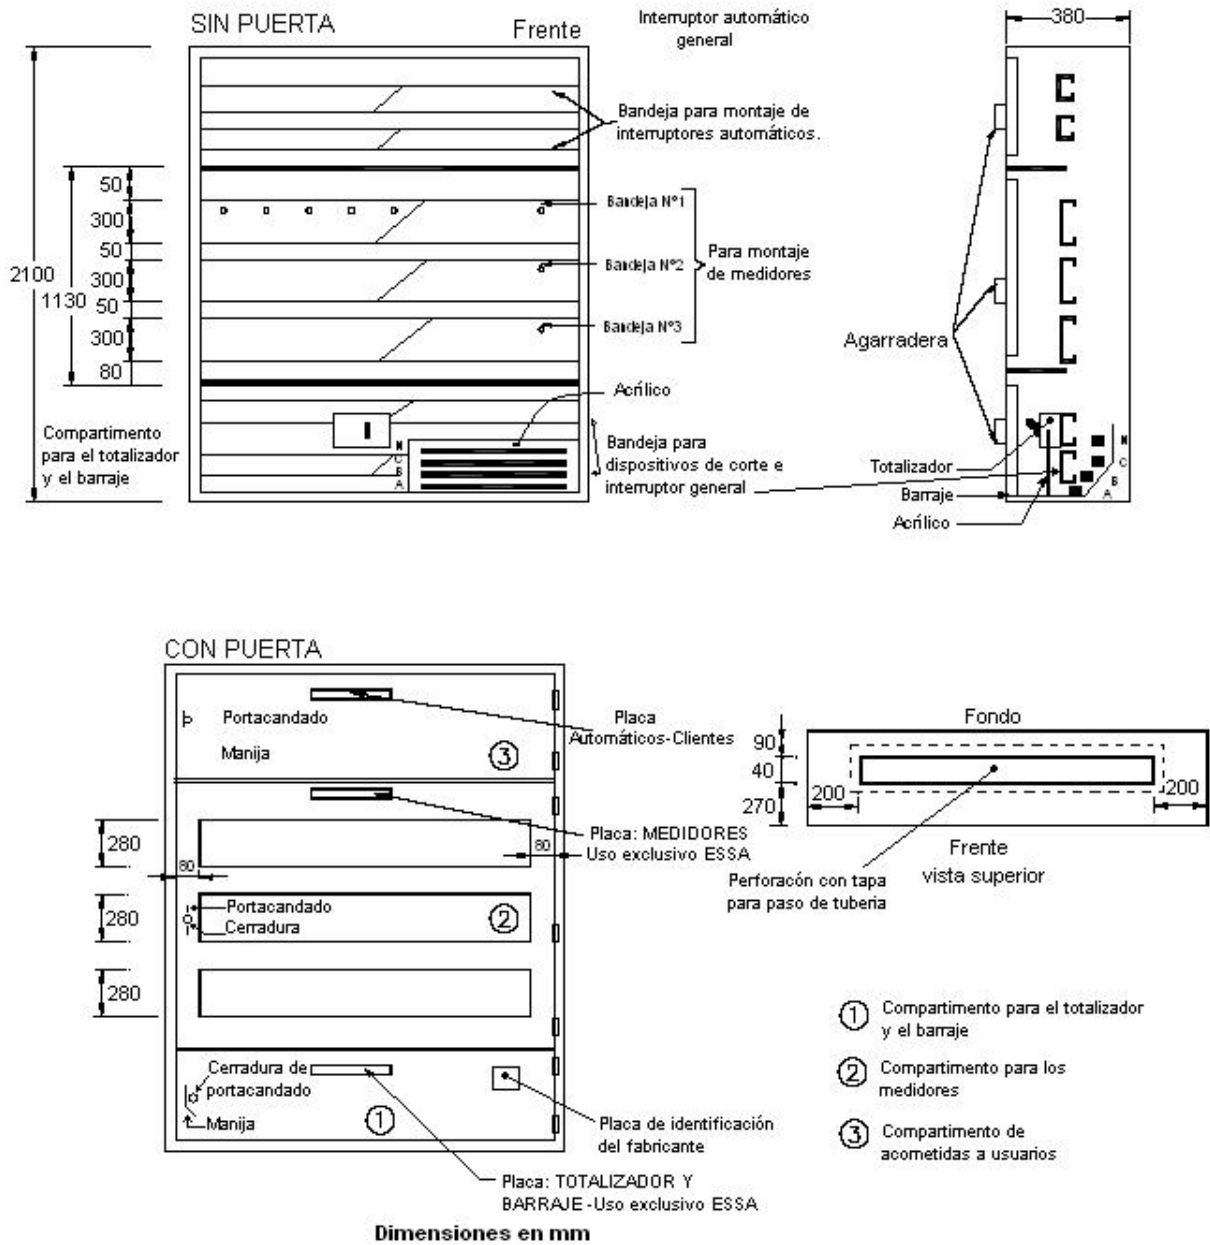 SIN PUERTA
Frente
Interruptor automático
general
380
Bandeja para montaje de
interruptores automáticos.
50
300
50
300
50
300
80
1130
2100
Bandeja Nº1
Bandeja Nº2
Bandeja Nº3
Para montaje
de medidores
Agarradera
Acrílico
Compartimento
para el totalizador
y el barraje
N
C
B
A
Bandeja para
dispositivos de corte e
interruptor general
Totalizador
Barraje
Acrílico
N
C
B
A
CON PUERTA
Portacandado
Manija
3
Placa
Automáticos-Clientes
280
80
80
Placa: MEDIDORES
Uso exclusivo ESSA
280
Portacandado
Cerradura
2
280
Cerradura de
portacandado
Manija
1
Placa de identificación
del fabricante
Placa: TOTALIZADOR Y
BARRAJE-Uso exclusivo ESSA
Fondo
90
40
270
200
200
Frente
vista superior
Perforacón con tapa
para paso de tuberia
1 Compartimento para el totalizador
y el barraje
2 Compartimento para los
medidores
3 Compartimento de
acometidas a usuarios
Dimensiones en mm